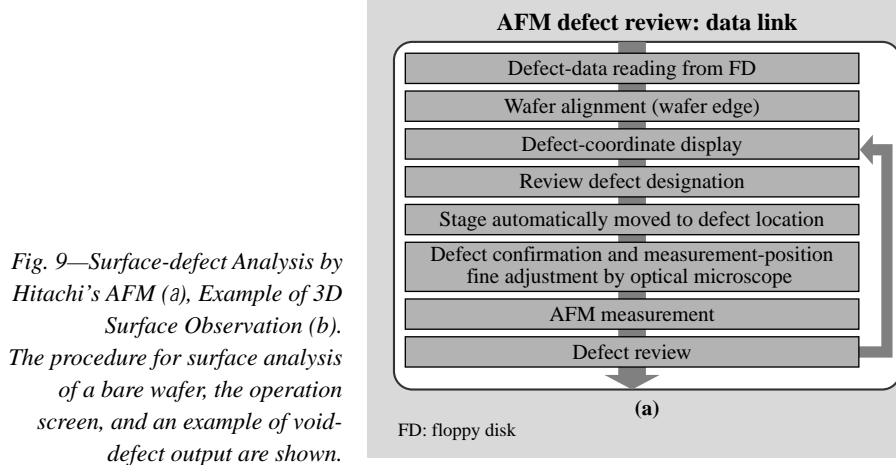 AFM defect review: data link
Defect-data reading from FD
Wafer alignment (wafer edge)
Defect-coordinate display
Review defect designation
Stage automatically moved to defect location
Defect confirmation and measurement-position
fine adjustment by optical microscope
AFM measurement
Defect review
(a)
FD: floppy disk
Fig. 9—Surface-defect Analysis by
Hitachi's AFM (a), Example of 3D
Surface Observation (b).
The procedure for surface analysis
of a bare wafer, the operation
screen, and an example of void-
defect output are shown.